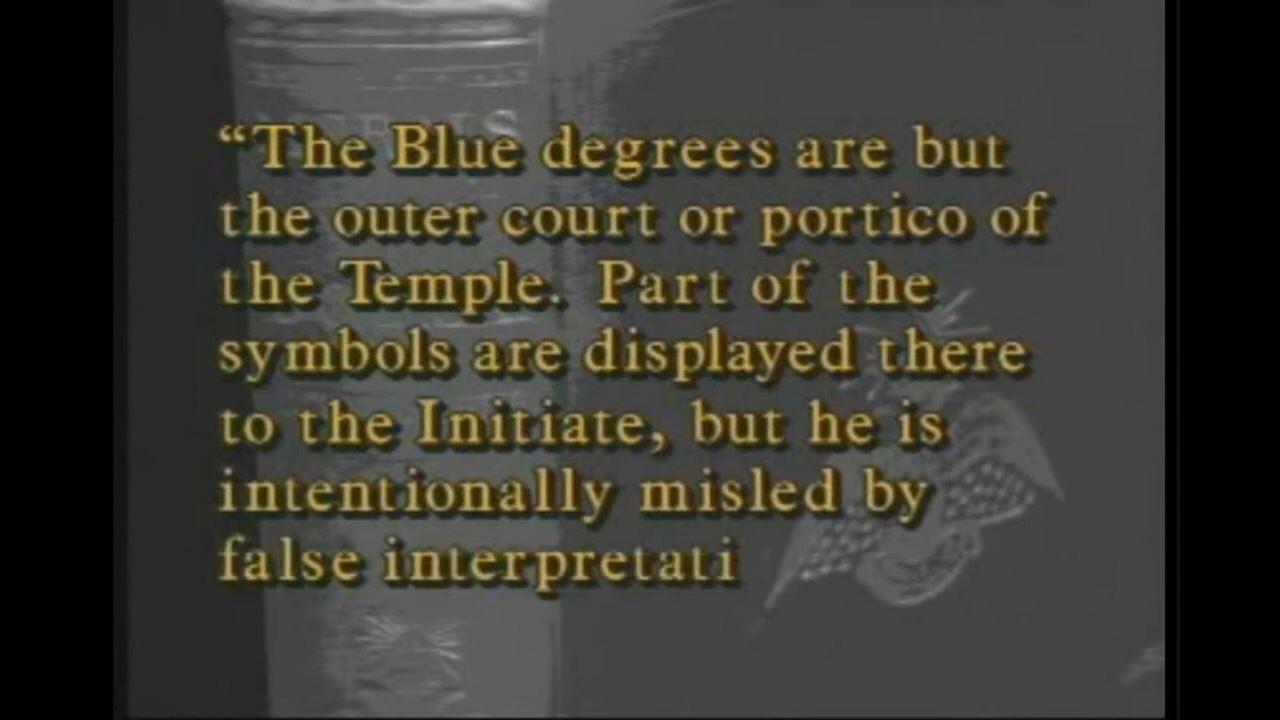 “The Blue degrees are but
the outer court or portico of
the Temple. Part of the
symbols are displayed there
to the Initiate, but he is
intentionally misled by
false interpretati